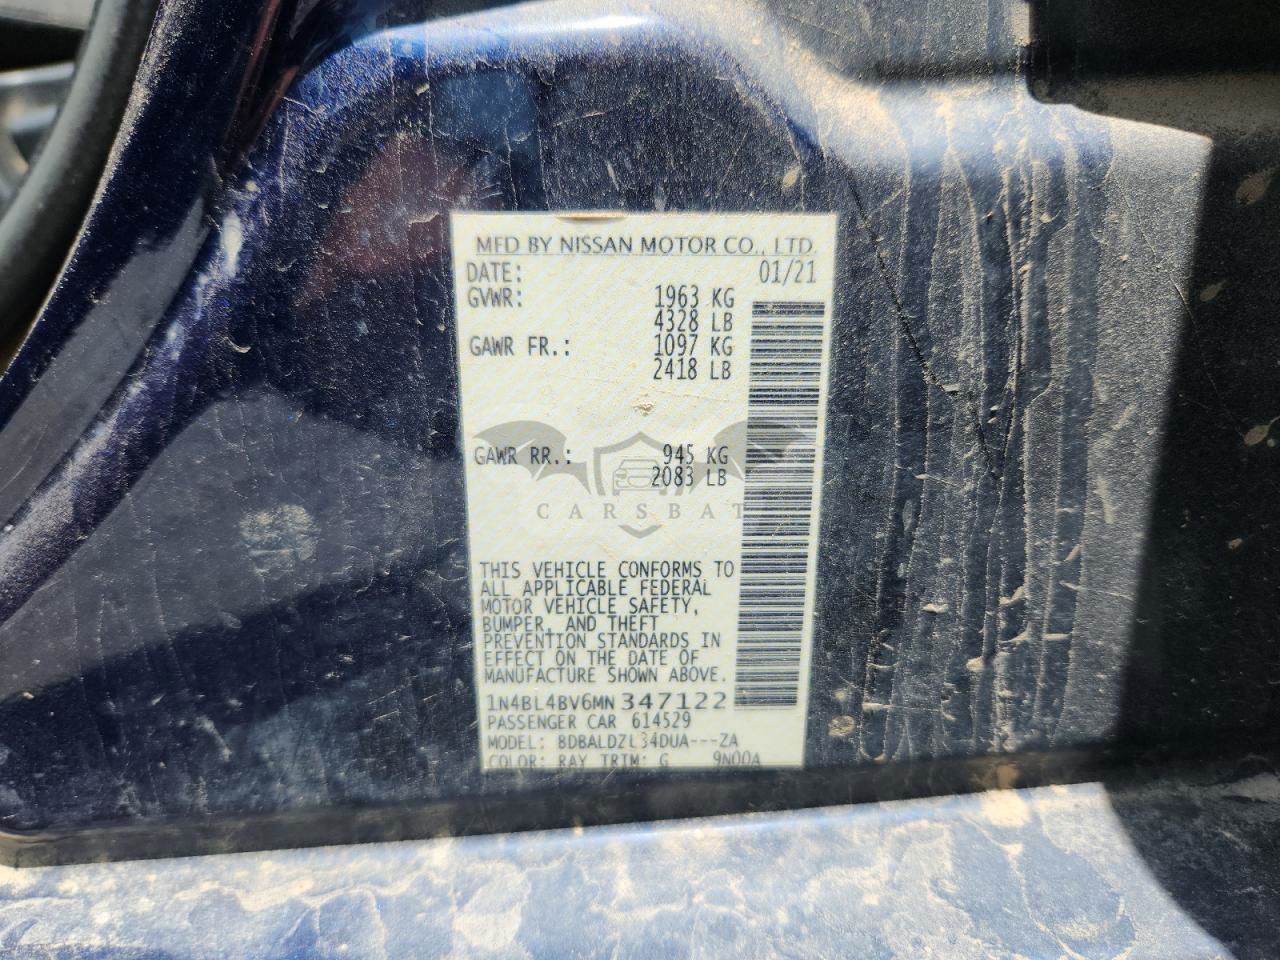 MFD BY NISSAN MOTOR CO., LTD.
DATE: 01/21
GVWR: 1963 KG
4328 LB
GAWR FR.: 1097 KG
2418 LB
GAWR RR.: 945 KG
2083 LB
CARSBAT
THIS VEHICLE CONFORMS TO
ALL APPLICABLE FEDERAL
MOTOR VEHICLE SAFETY,
BUMPER, AND THEFT
PREVENTION STANDARDS IN
EFFECT ON THE DATE OF
MANUFACTURE SHOWN ABOVE.
1N4BL4BV6MN347122
PASSENGER CAR 614529
MODEL: BDBALDZL34DUA---ZA
COLOR: RAY TRIM: G 9N00A